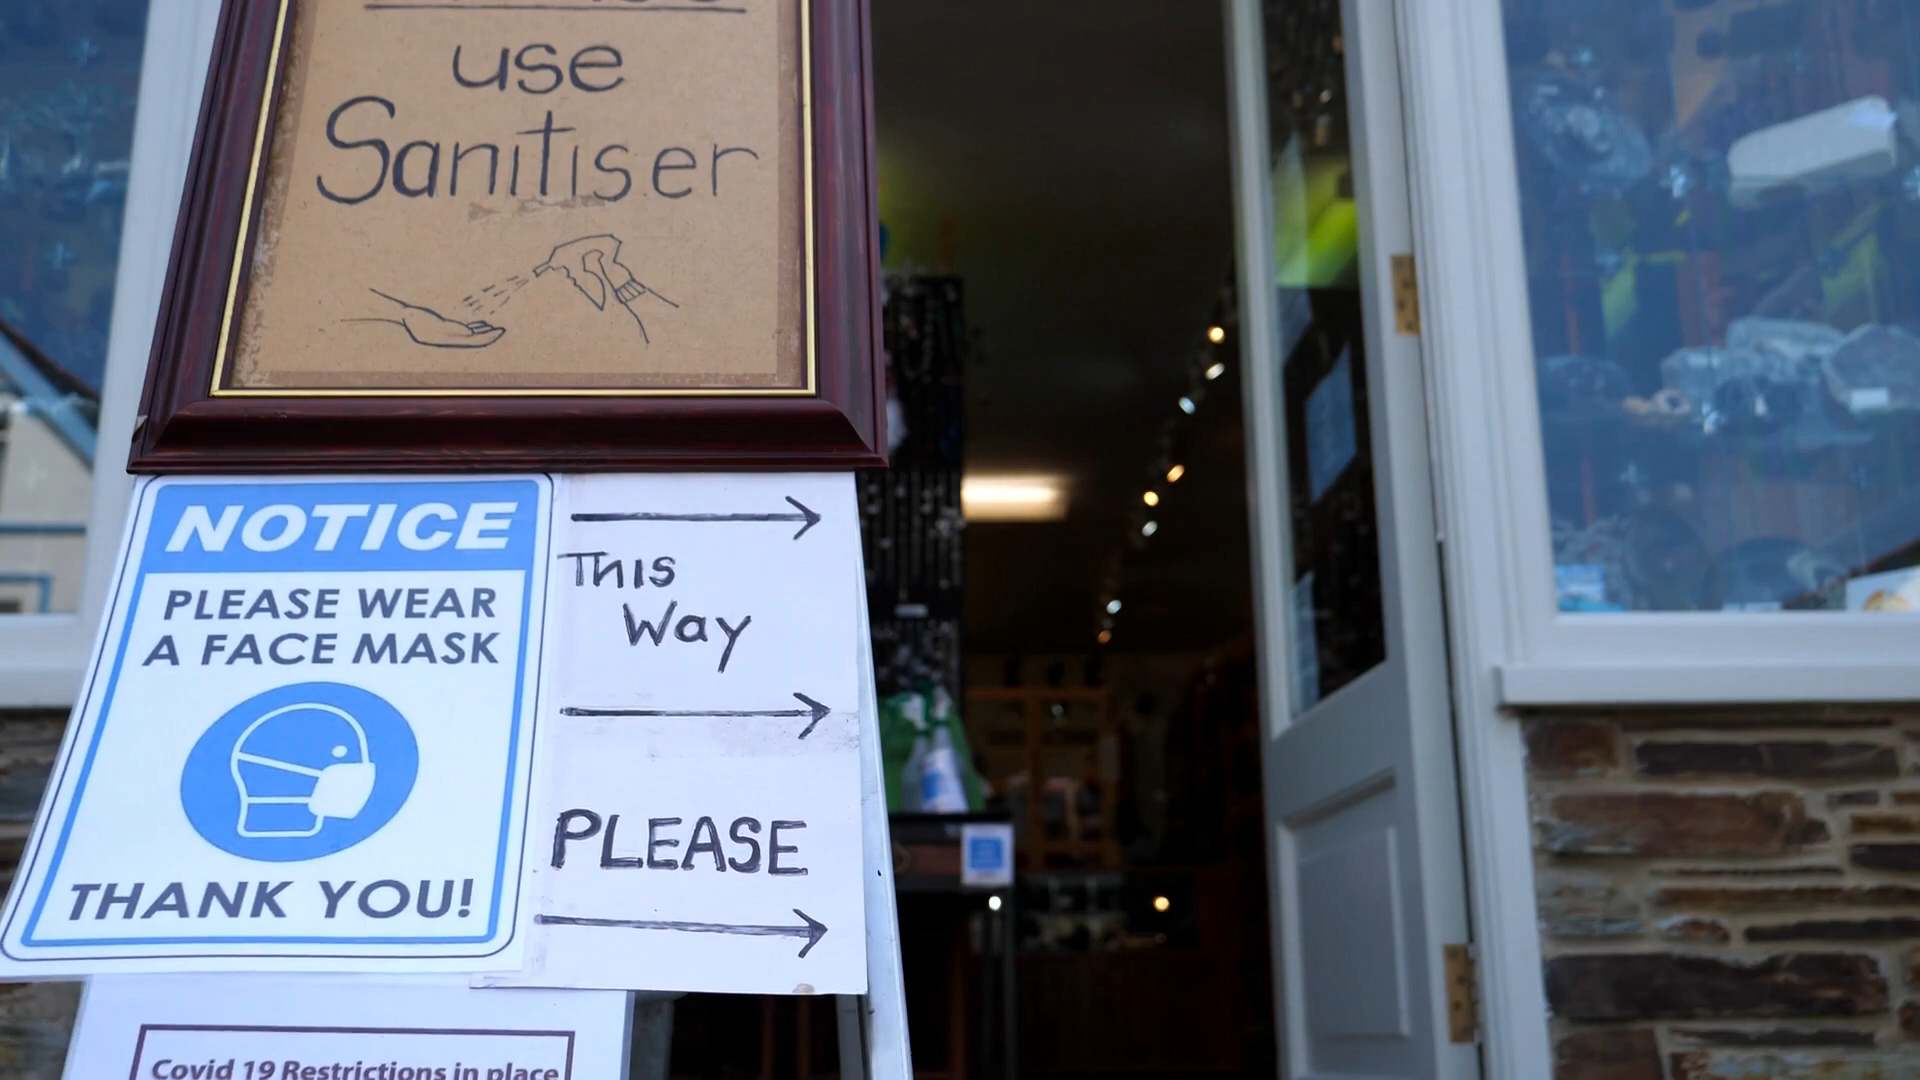 use
Sanitiser
NOTICE
PLEASE WEAR
A FACE MASK
THANK YOU!
This
Way
PLEASE
Covid 19 Restrictions in place